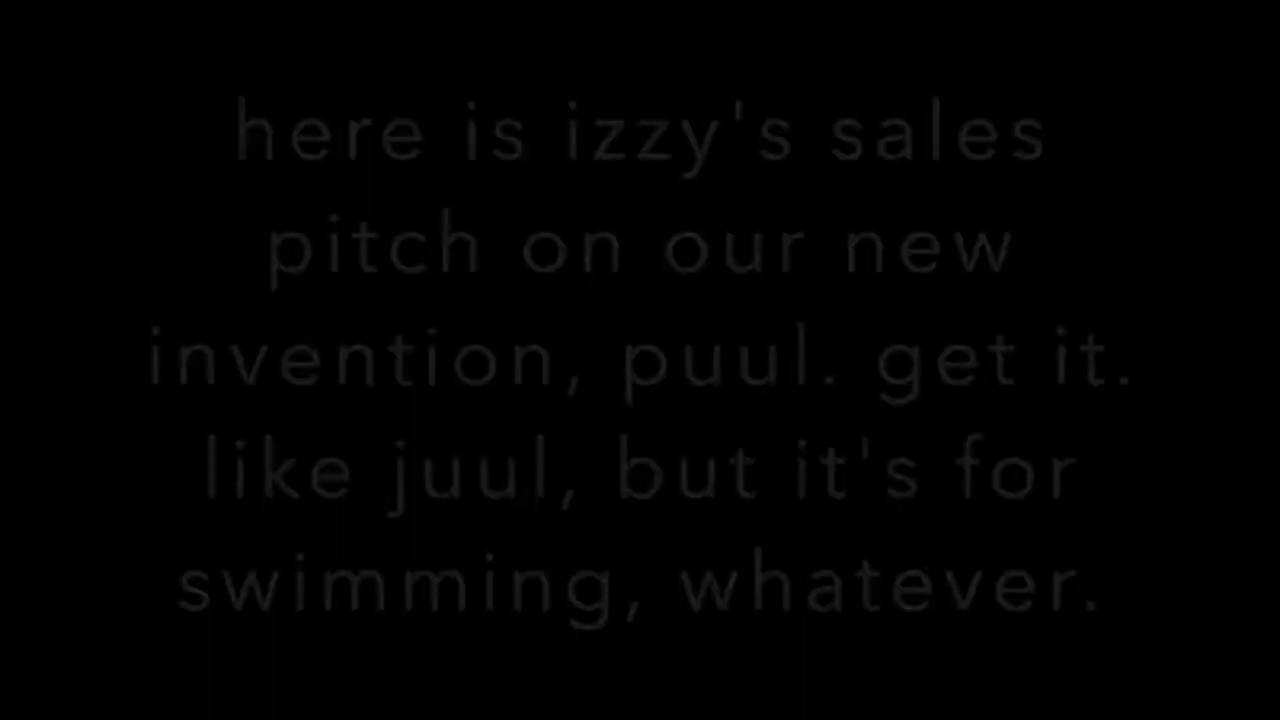 here is izzy's sales
pitch on our new
invention, puul. get it.
like juul, but it's for
swimming, whatever.